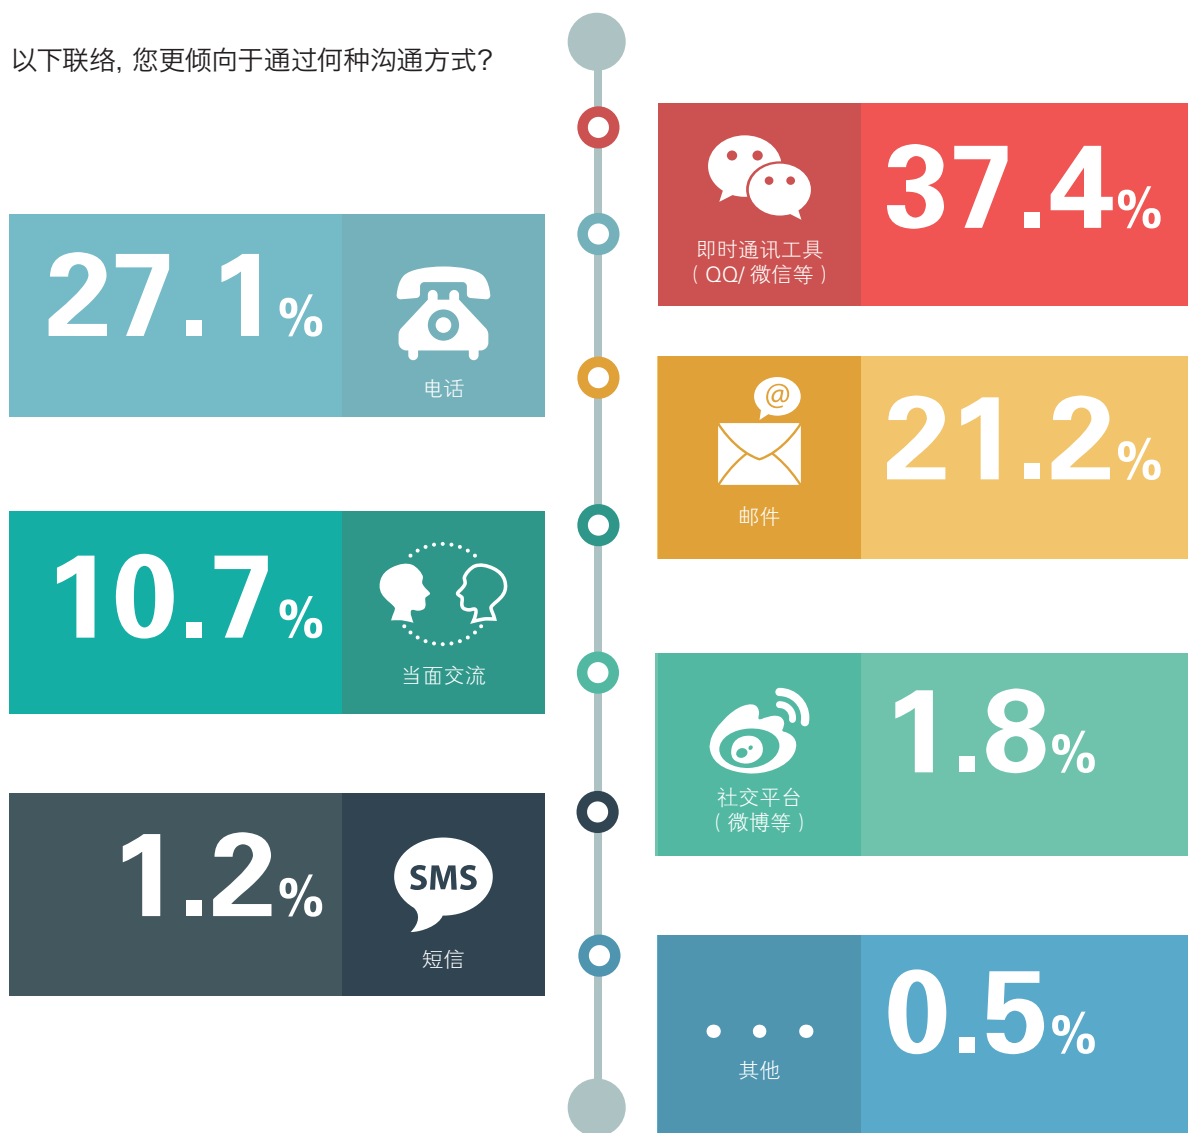 以下联络, 您更倾向于通过何种沟通方式?
37.4%
即时通讯工具
( QQ/ 微信等 )
27.1%
电话
@
21.2%
邮件
10.7%
当面交流
1.8%
社交平台
( 微博等 )
1.2%
SMS
短信
0.5%
其他